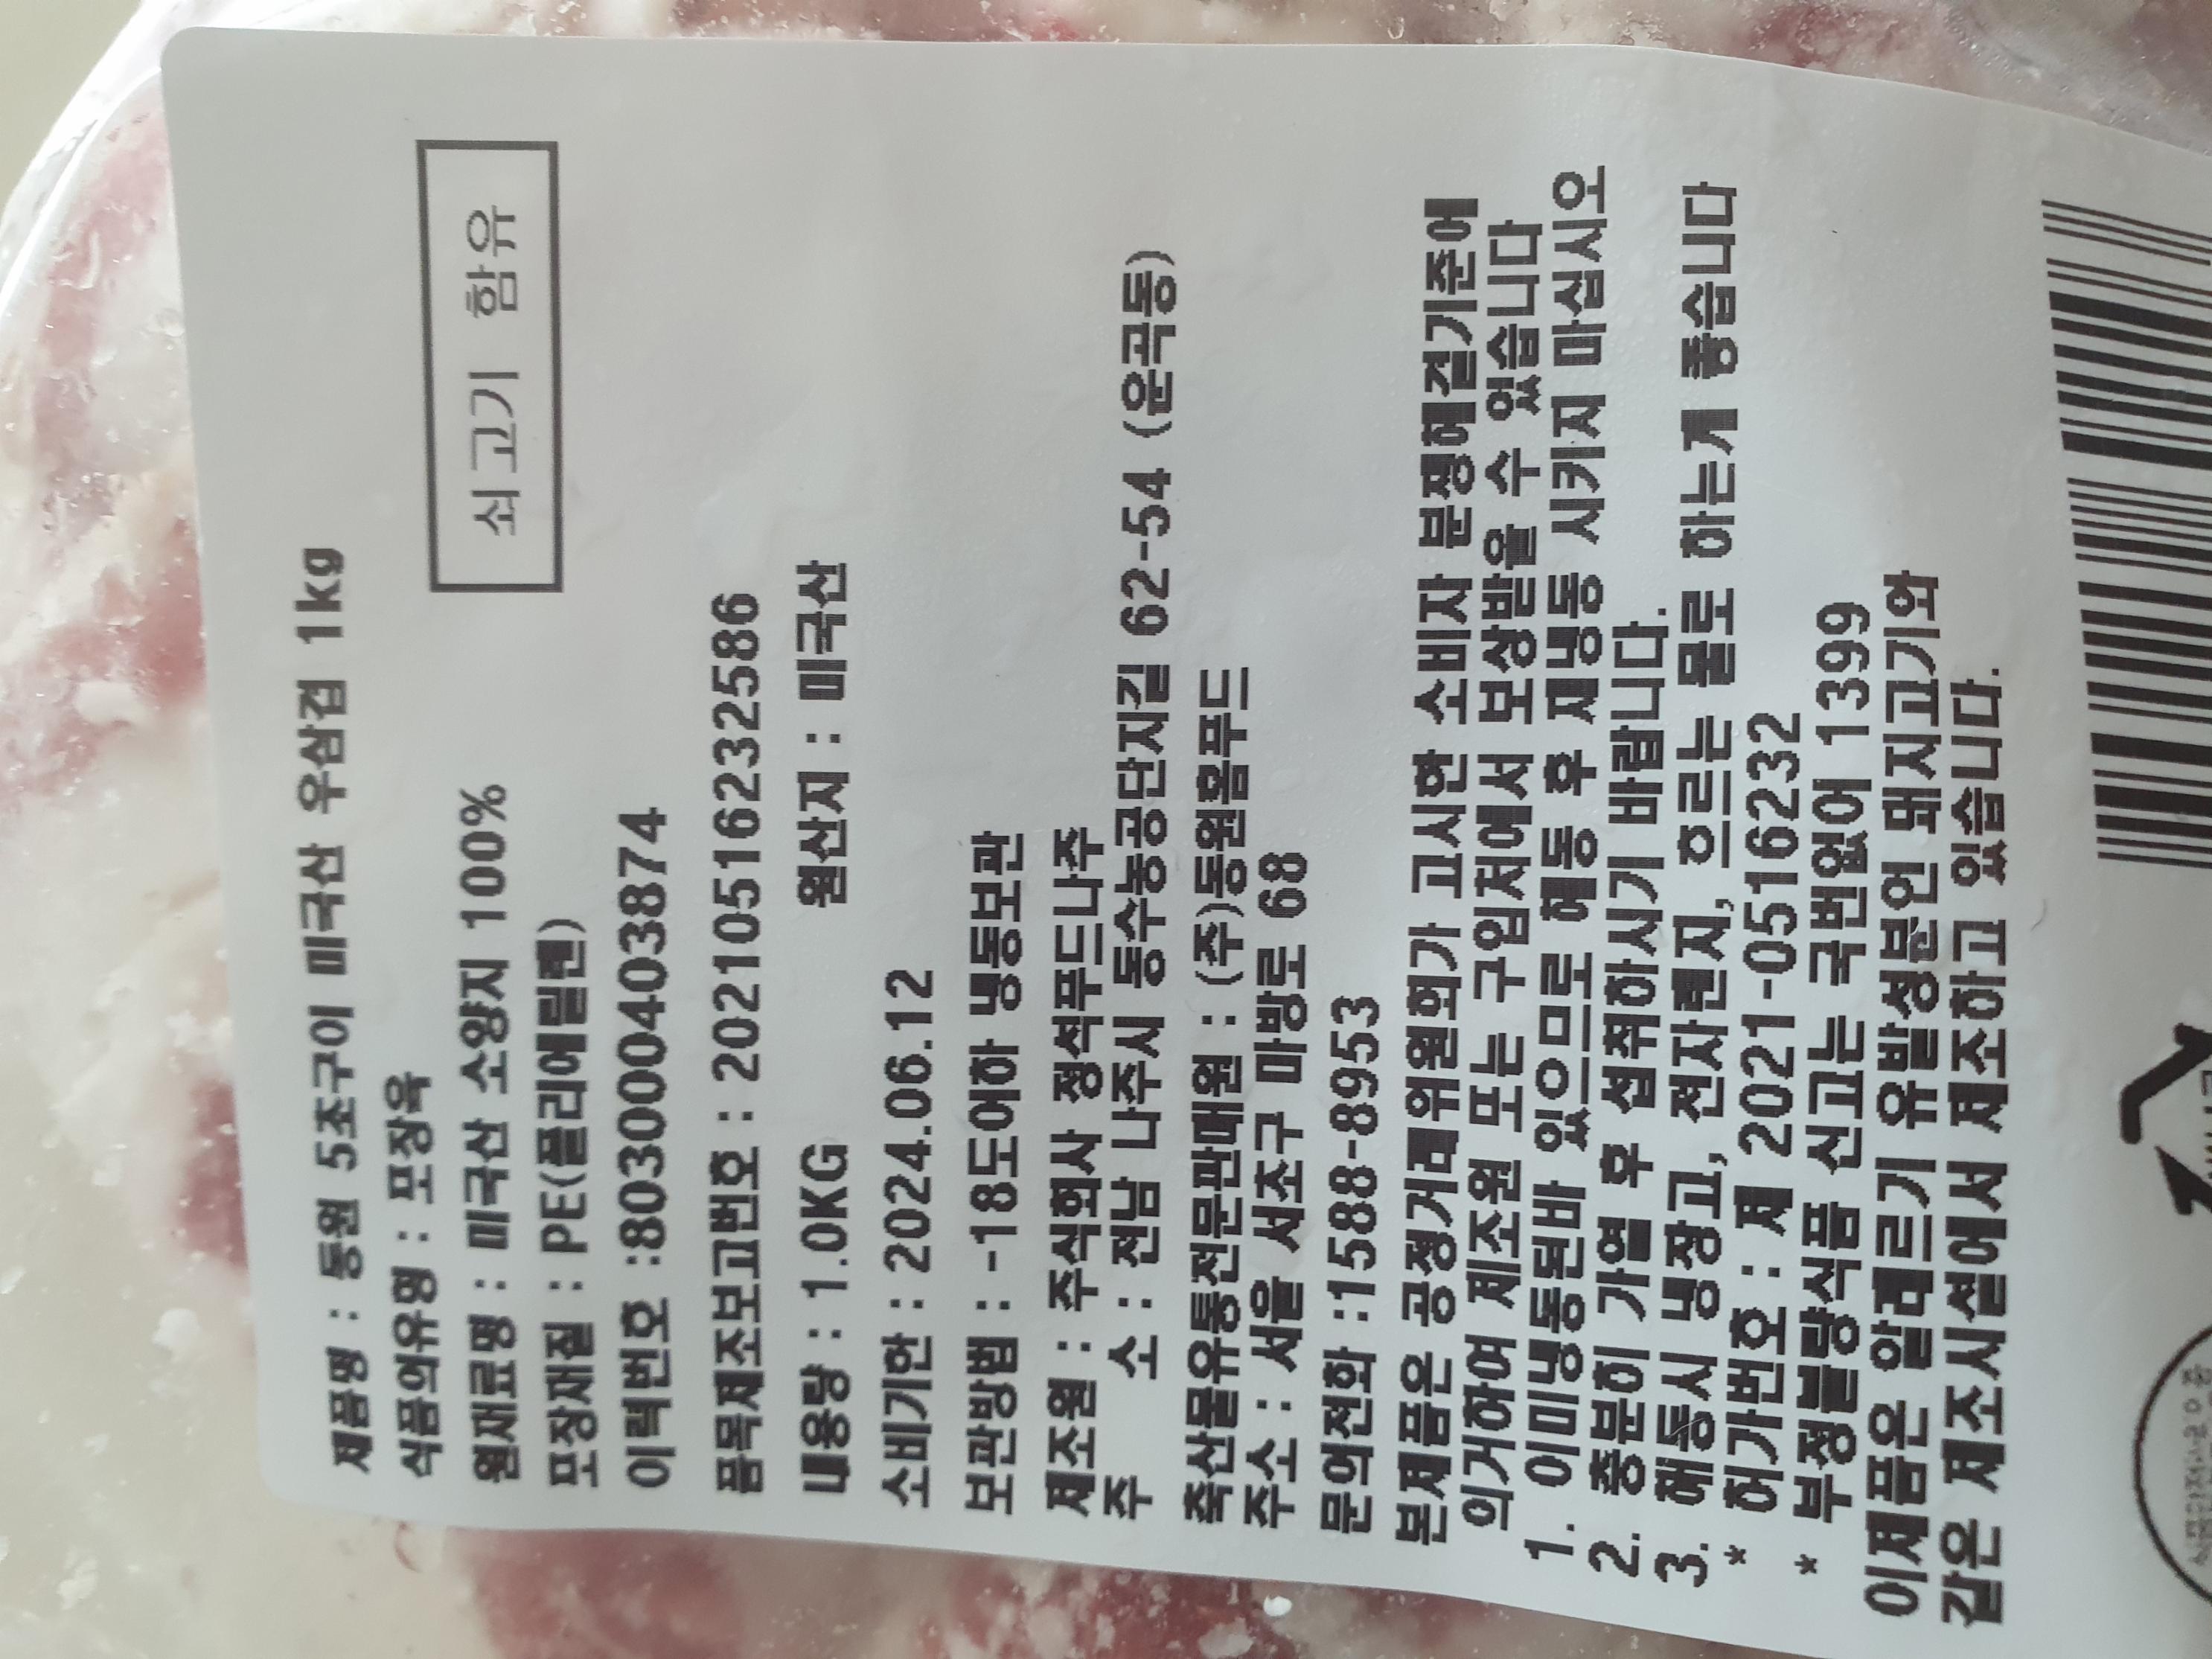 제품명 : 동원 5초구이 미국산 우삼겹 1kg
식품의유형 : 포장육
쇠고기 함유
원재료명 : 미국산 소양지 100%
포장재질 : PE(폴리에틸렌)
이력번호 :803000403874
품목제조보고번호 : 20210516232586
내용량 : 1.0KG 원산지 : 미국산
소비기한 : 2024.06.12
보관방법 : -18도이하 냉동보관
제조원 : 주식회사 정석푸드나주
주 소 : 전남 나주시 동수농공단지길 62-54 (운곡동)
축산물유통전문판매원 : (주)동원홈푸드
주소 : 서울 서초구 마방로 68
문의전화 :1588-8953
본제품은 공정거래위원회가 고시한 소비자 분쟁해결기준에
의거하여 제조원 또는 구입처에서 보상받을 수 있습니다
1. 이미냉동된바 있으므로 해동 후 재냉동 시키지 마십시오
2. 충분히 가열 후 섭취하시기 바랍니다.
3. 해동시 냉장고, 전자렌지, 흐르는 물로 하는게 좋습니다
* 허가번호 : 제 2021-0516232
* 부정불량식품 신고는 국번없이 1399
이제품은 알레르기 유발성분인 돼지고기와
같은 제조시설에서 제조하고 있습니다.